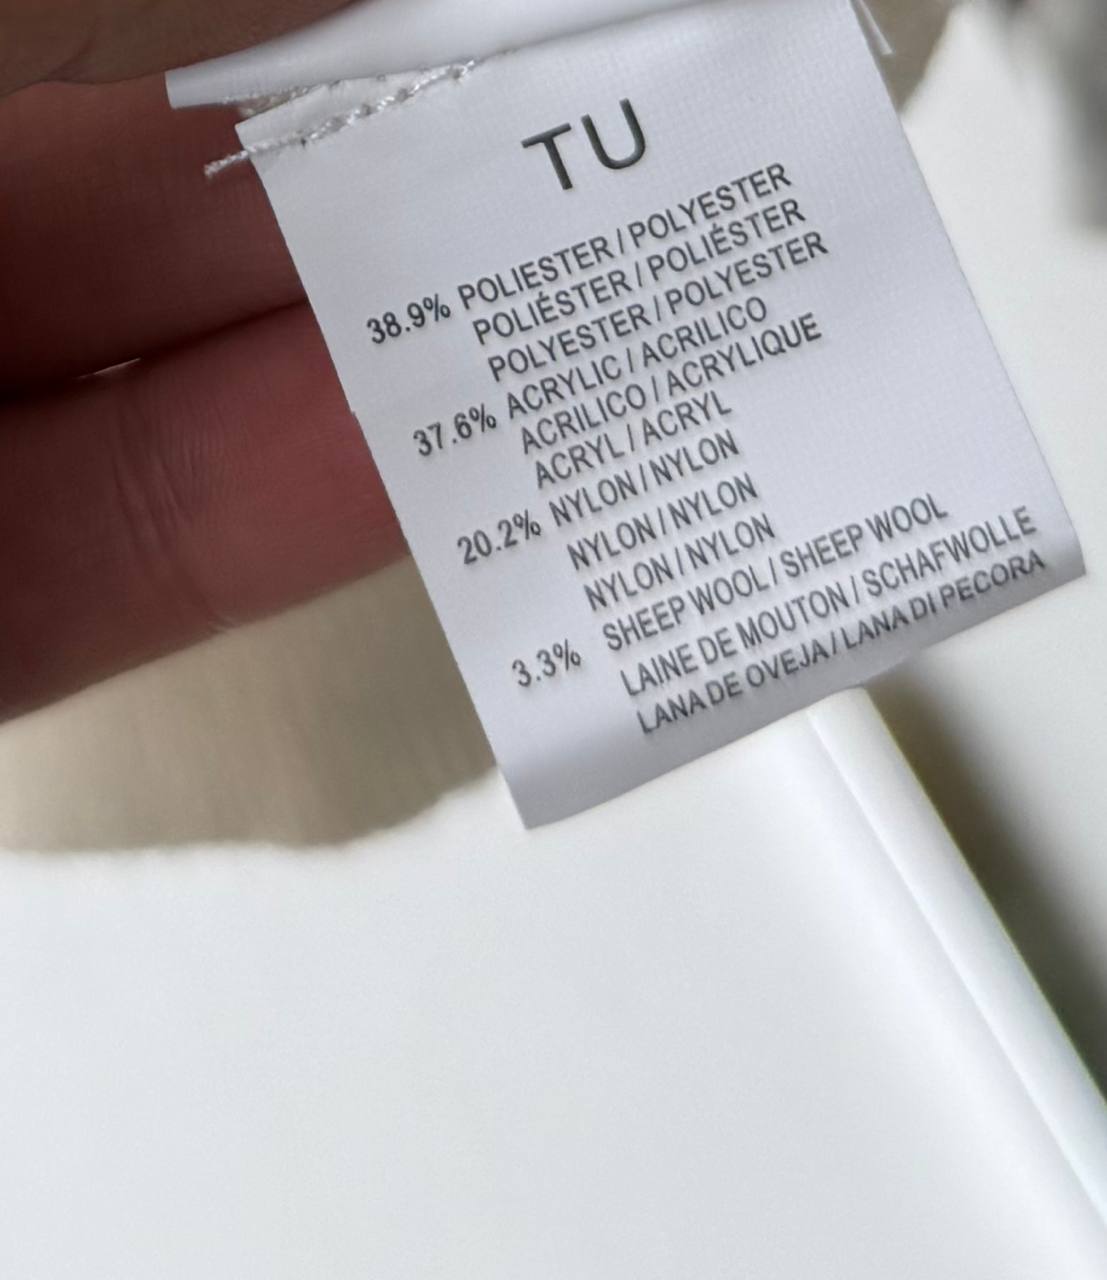 TU
38.9% POLIESTER / POLYESTER
POLIÉSTER / POLIÉSTER
POLYESTER / POLYESTER
37.6% ACRYLIC / ACRILICO
ACRILICO / ACRYLIQUE
ACRYL / ACRYL
20.2% NYLON / NYLON
NYLON / NYLON
NYLON / NYLON
3.3% SHEEP WOOL / SHEEP WOOL
LAINE DE MOUTON / SCHAFWOLLE
LANA DE OVEJA / LANA DI PECORA